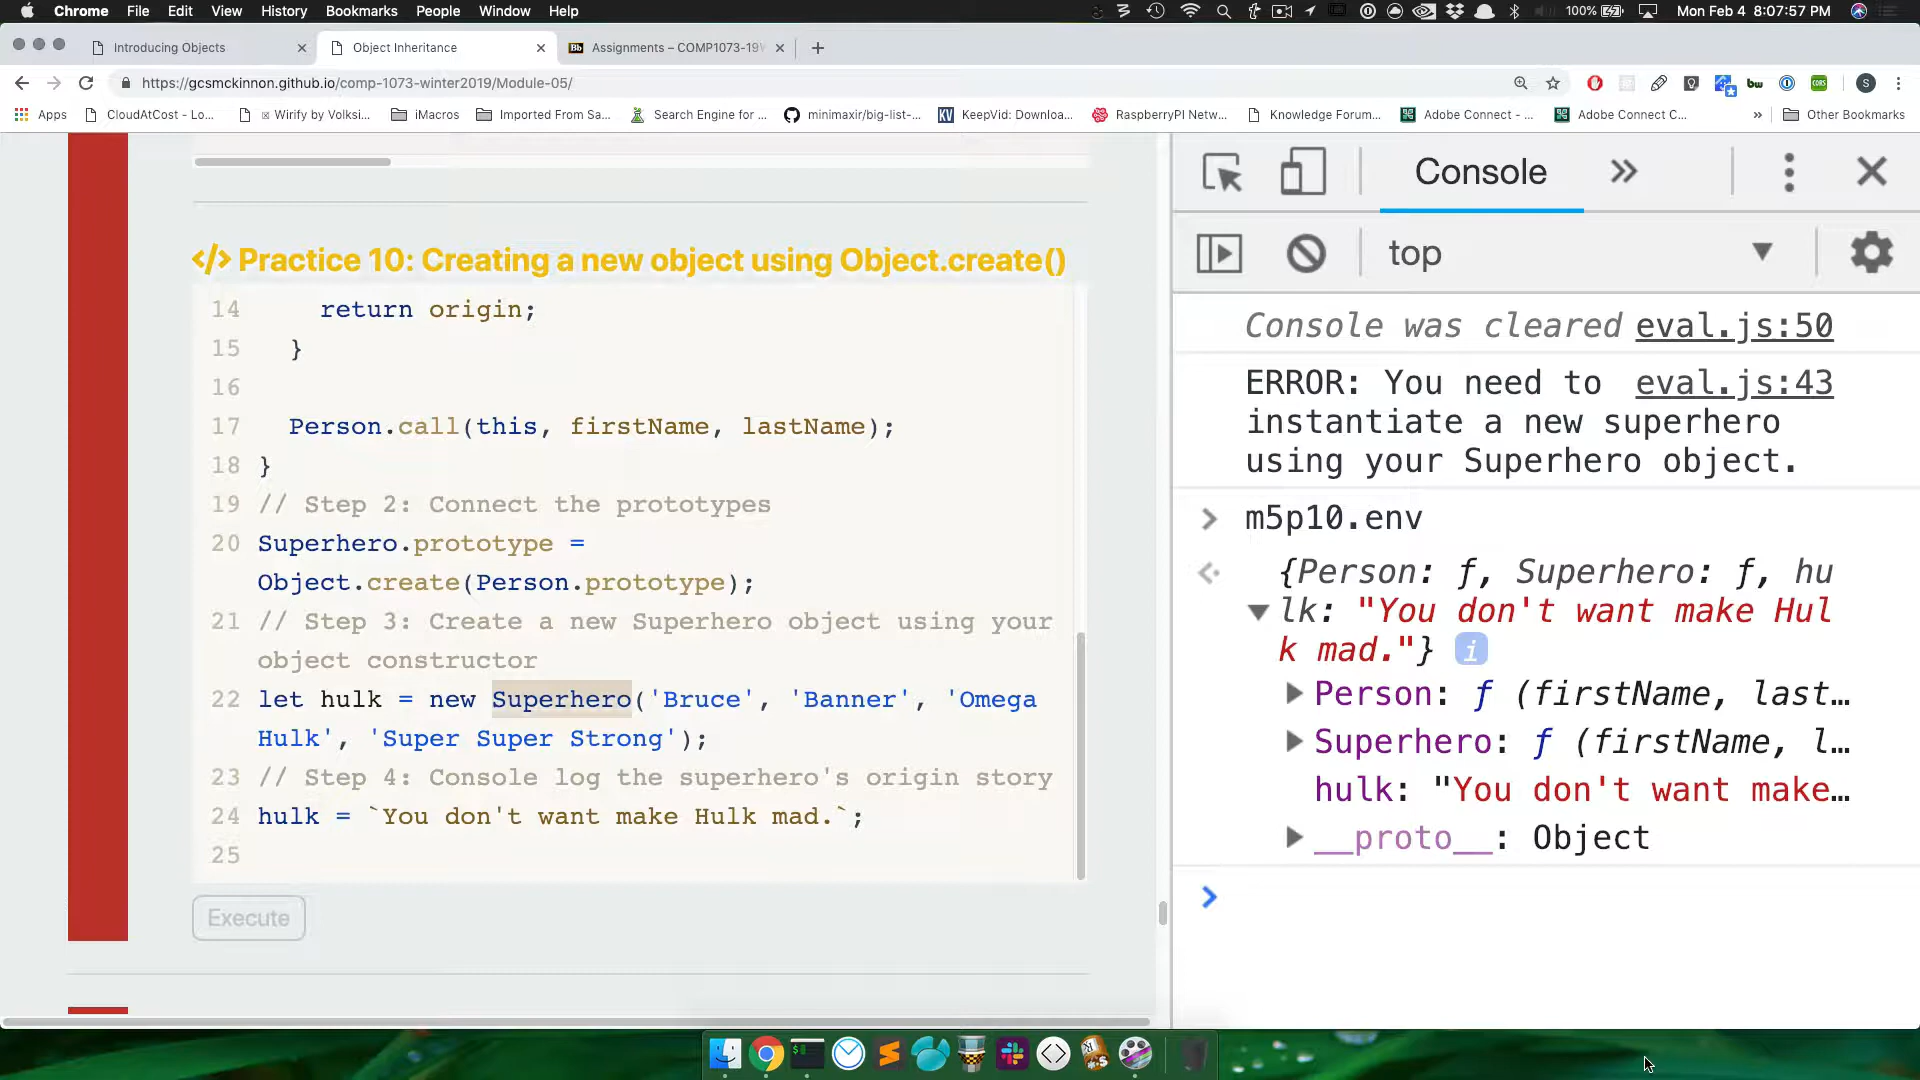 Chrome File Edit View History Bookmarks People Window Help 100% Mon Feb 4 8:07:57 PM
Introducing Objects Object Inheritance Bb Assignments – COMP1073-19
https://gcsmckinnon.github.io/comp-1073-winter2019/Module-05/
Apps CloudAtCost - Lo... Wirify by Volksi... iMacros Imported From Sa... Search Engine for ... minimaxir/big-list-... KV KeepVid: Downloa... RaspberryPI Netw... Knowledge Forum... Adobe Connect - ... Adobe Connect C... » Other Bookmarks
</> Practice 10: Creating a new object using Object.create()
14 return origin;
15 }
16
17 Person.call(this, firstName, lastName);
18 }
19 // Step 2: Connect the prototypes
20 Superhero.prototype =
Object.create(Person.prototype);
21 // Step 3: Create a new Superhero object using your
object constructor
22 let hulk = new Superhero('Bruce', 'Banner', 'Omega
Hulk', 'Super Super Strong');
23 // Step 4: Console log the superhero's origin story
24 hulk = `You don't want make Hulk mad.`;
25
Execute
Console »
top
Console was cleared eval.js:50
ERROR: You need to eval.js:43
instantiate a new superhero
using your Superhero object.
> m5p10.env
{Person: ƒ, Superhero: ƒ, hu
lk: "You don't want make Hul
k mad."} i
Person: ƒ (firstName, last…
Superhero: ƒ (firstName, l…
hulk: "You don't want make…
__proto__: Object
>